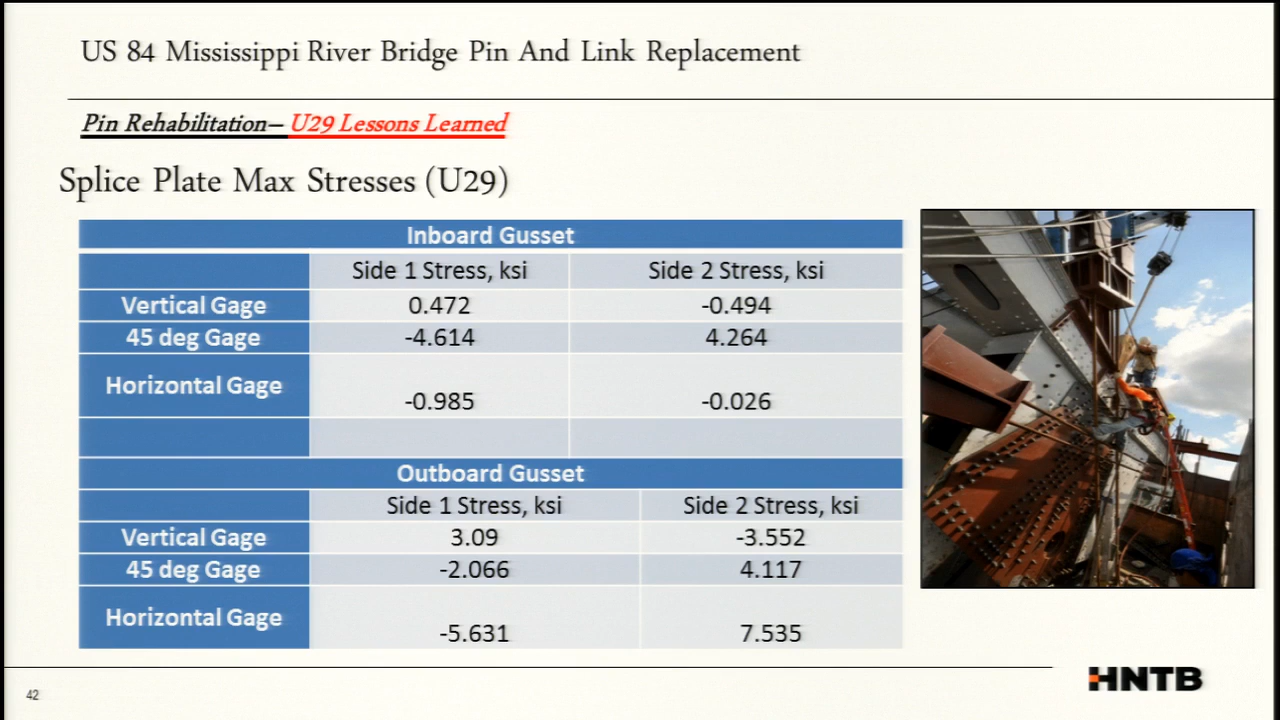 US 84 Mississippi River Bridge Pin And Link Replacement
Pin Rehabilitation– U29 Lessons Learned
Splice Plate Max Stresses (U29)
Inboard Gusset
Side 1 Stress, ksi Side 2 Stress, ksi
Vertical Gage 0.472 -0.494
45 deg Gage -4.614 4.264
Horizontal Gage -0.985 -0.026
Outboard Gusset
Side 1 Stress, ksi Side 2 Stress, ksi
Vertical Gage 3.09 -3.552
45 deg Gage -2.066 4.117
Horizontal Gage -5.631 7.535
42
HNTB